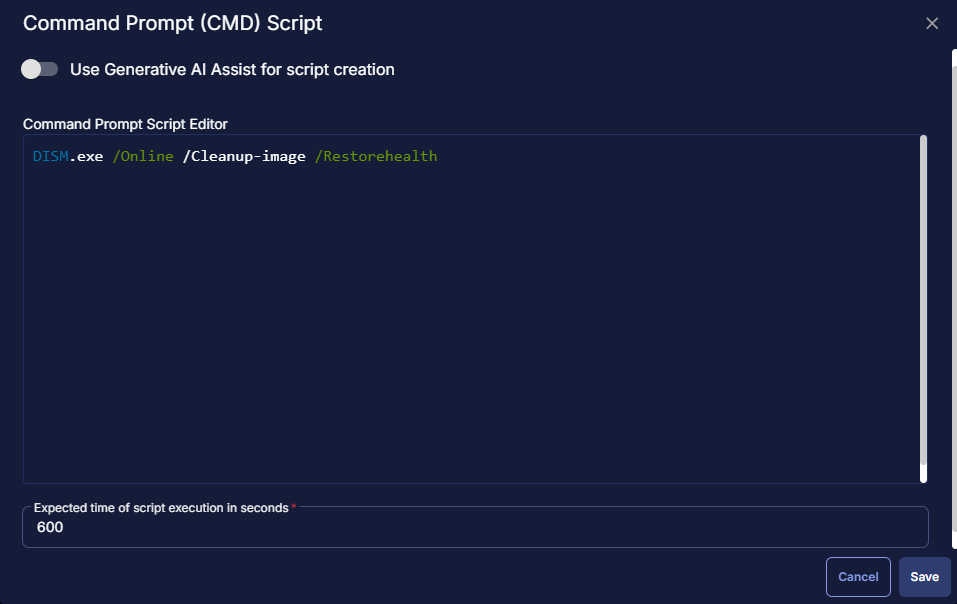 Command Prompt (CMD) Script
Use Generative AI Assist for script creation
Command Prompt Script Editor
DISM.exe /Online /Cleanup-image /Restorehealth
Expected time of script execution in seconds *
600
Cancel Save